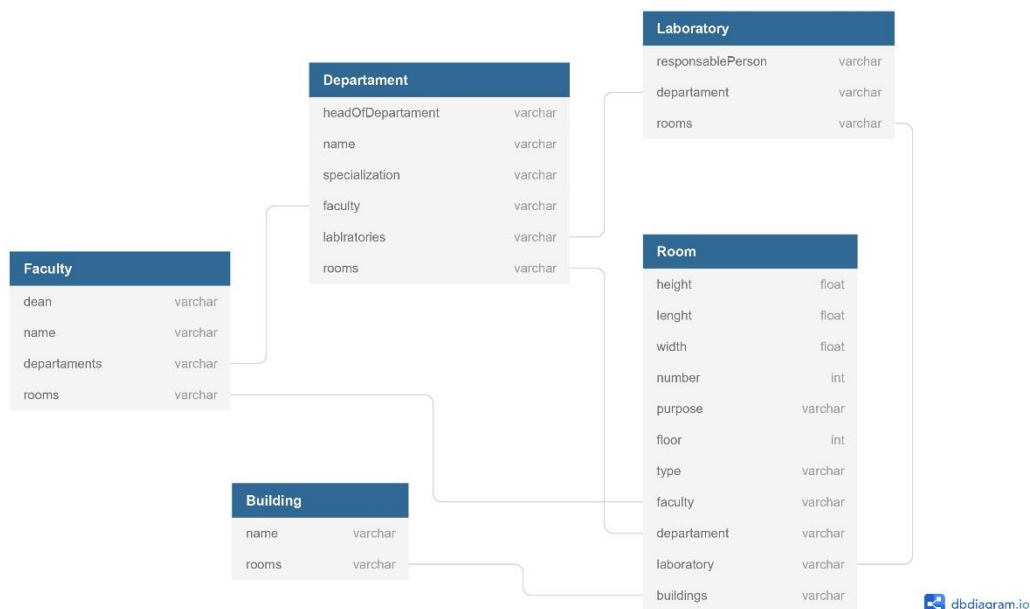 Laboratory
responsablePerson varchar
departament varchar
rooms varchar
Departament
headOfDepartament varchar
name varchar
specialization varchar
faculty varchar
lablratories varchar
rooms varchar
Faculty
dean varchar
name varchar
departaments varchar
rooms varchar
Room
height float
lenght float
width float
number int
purpose varchar
floor int
type varchar
faculty varchar
departament varchar
laboratory varchar
buildings varchar
Building
name varchar
rooms varchar
dbdiagram.io